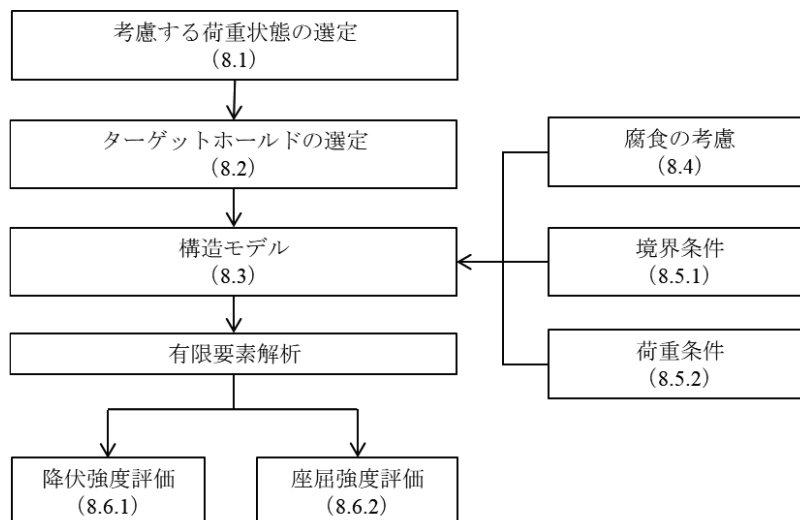 考慮する荷重状態の選定
(8.1)
ターゲットホールドの選定
(8.2)
腐食の考慮
(8.4)
構造モデル
(8.3)
境界条件
(8.5.1)
有限要素解析
荷重条件
(8.5.2)
降伏強度評価
(8.6.1)
座屈強度評価
(8.6.2)